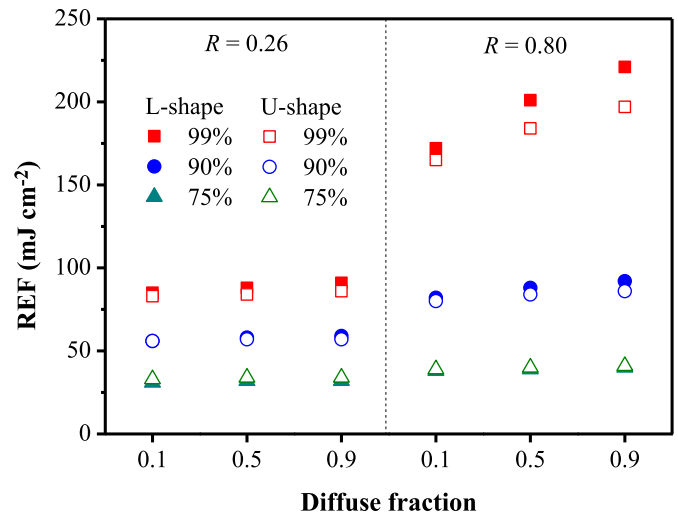 250
200
150
100
50
0
REF (mJ cm⁻²)
R = 0.26
R = 0.80
L-shape U-shape
99% 99%
90% 90%
75% 75%
0.1 0.5 0.9 0.1 0.5 0.9
Diffuse fraction